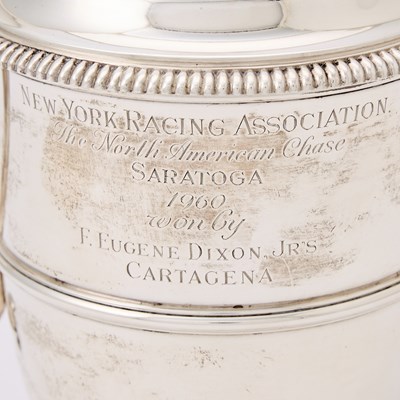 New York Racing Association.
The North American Chase
Saratoga
1960
won by
F. Eugene Dixon, Jr's
Cartagena